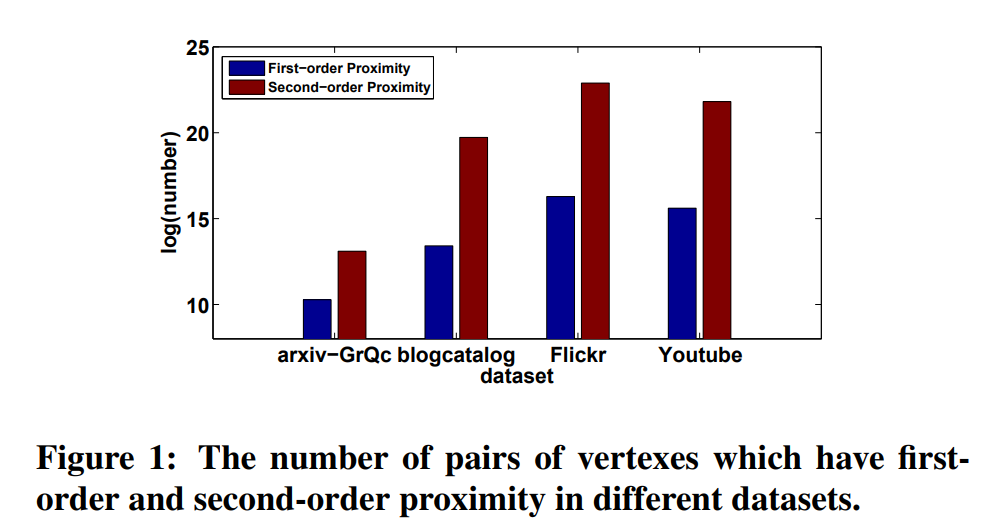 25
First-order Proximity
Second-order Proximity
20
15
10
log(number)
arxiv-GrQc blogcatalog Flickr Youtube
dataset
Figure 1: The number of pairs of vertexes which have first-
order and second-order proximity in different datasets.